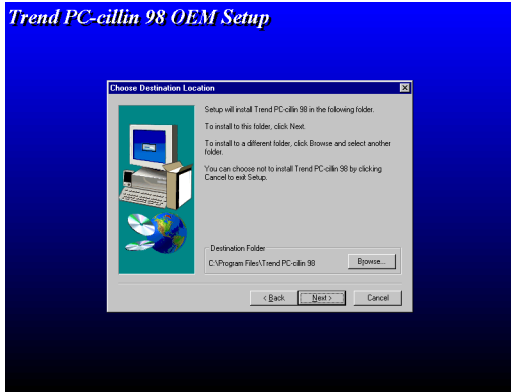 Trend PC-cillin 98 OEM Setup
Choose Destination Location
Setup will install Trend PC-cillin 98 in the following folder.
To install to this folder, click Next.
To install to a different folder, click Browse and select another
folder.
You can choose not to install Trend PC-cillin 98 by clicking
Cancel to exit Setup.
Destination Folder
C:\Program Files\Trend PC-cillin 98
Browse...
< Back
Next >
Cancel